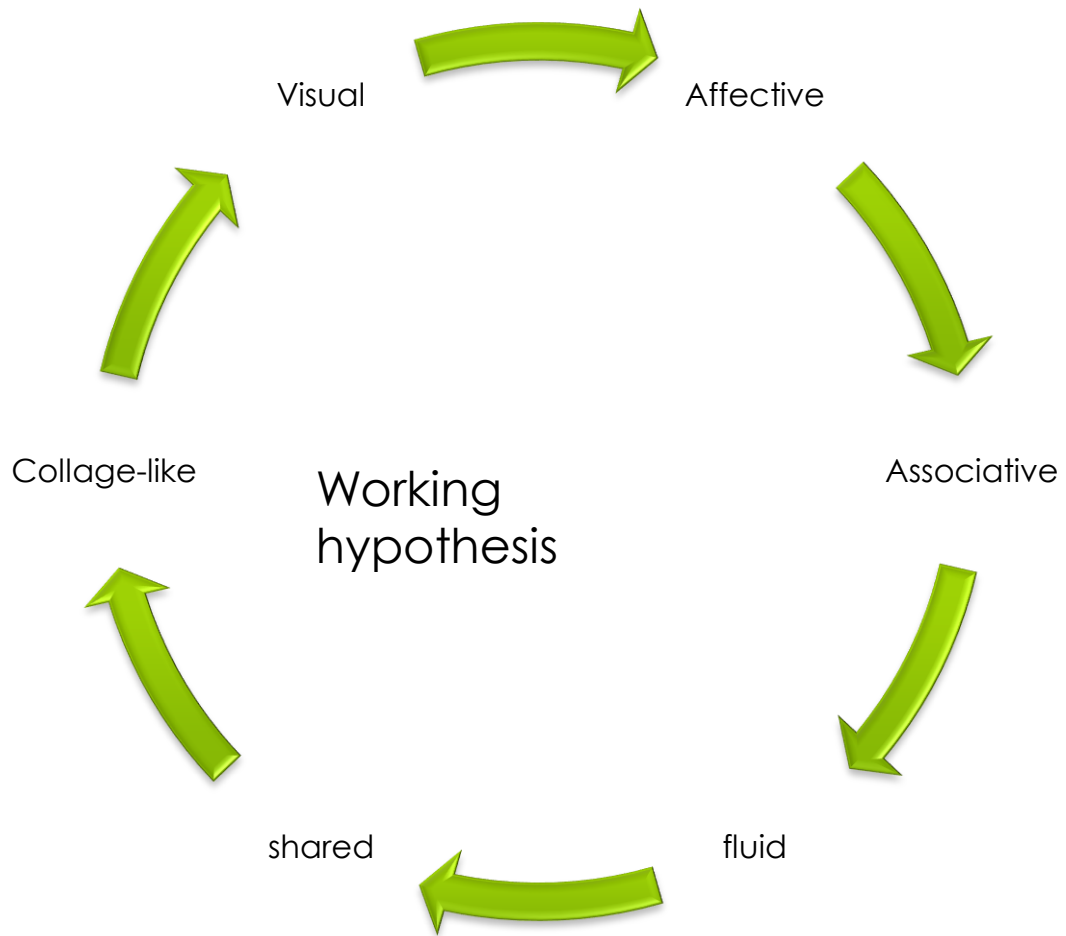 Visual
Affective
Collage-like
Working
hypothesis
Associative
shared
fluid